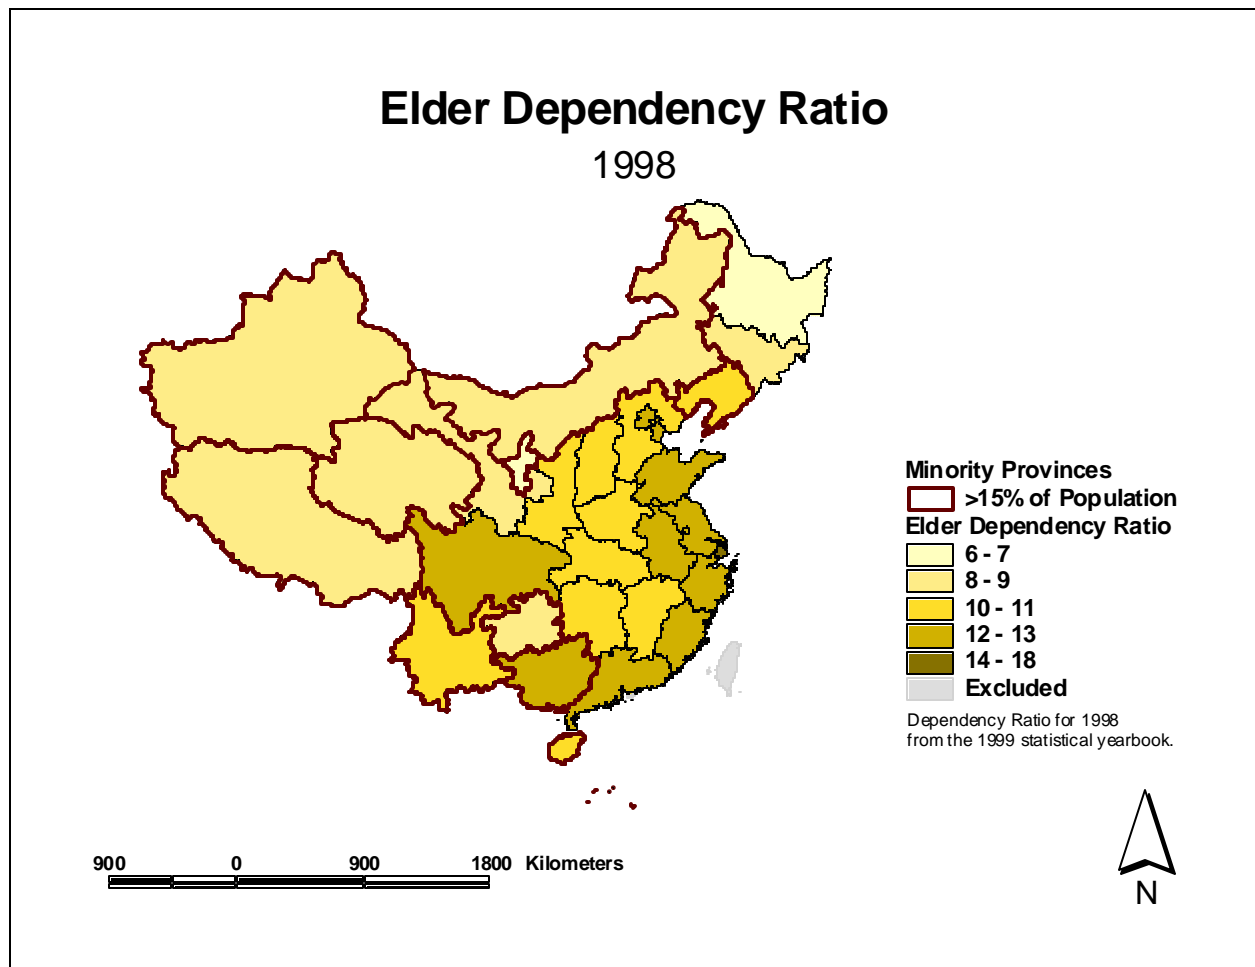 Elder Dependency Ratio
1998
Minority Provinces
>15% of Population
Elder Dependency Ratio
6 - 7
8 - 9
10 - 11
12 - 13
14 - 18
Excluded
Dependency Ratio for 1998
from the 1999 statistical yearbook.
900 0 900 1800 Kilometers
N